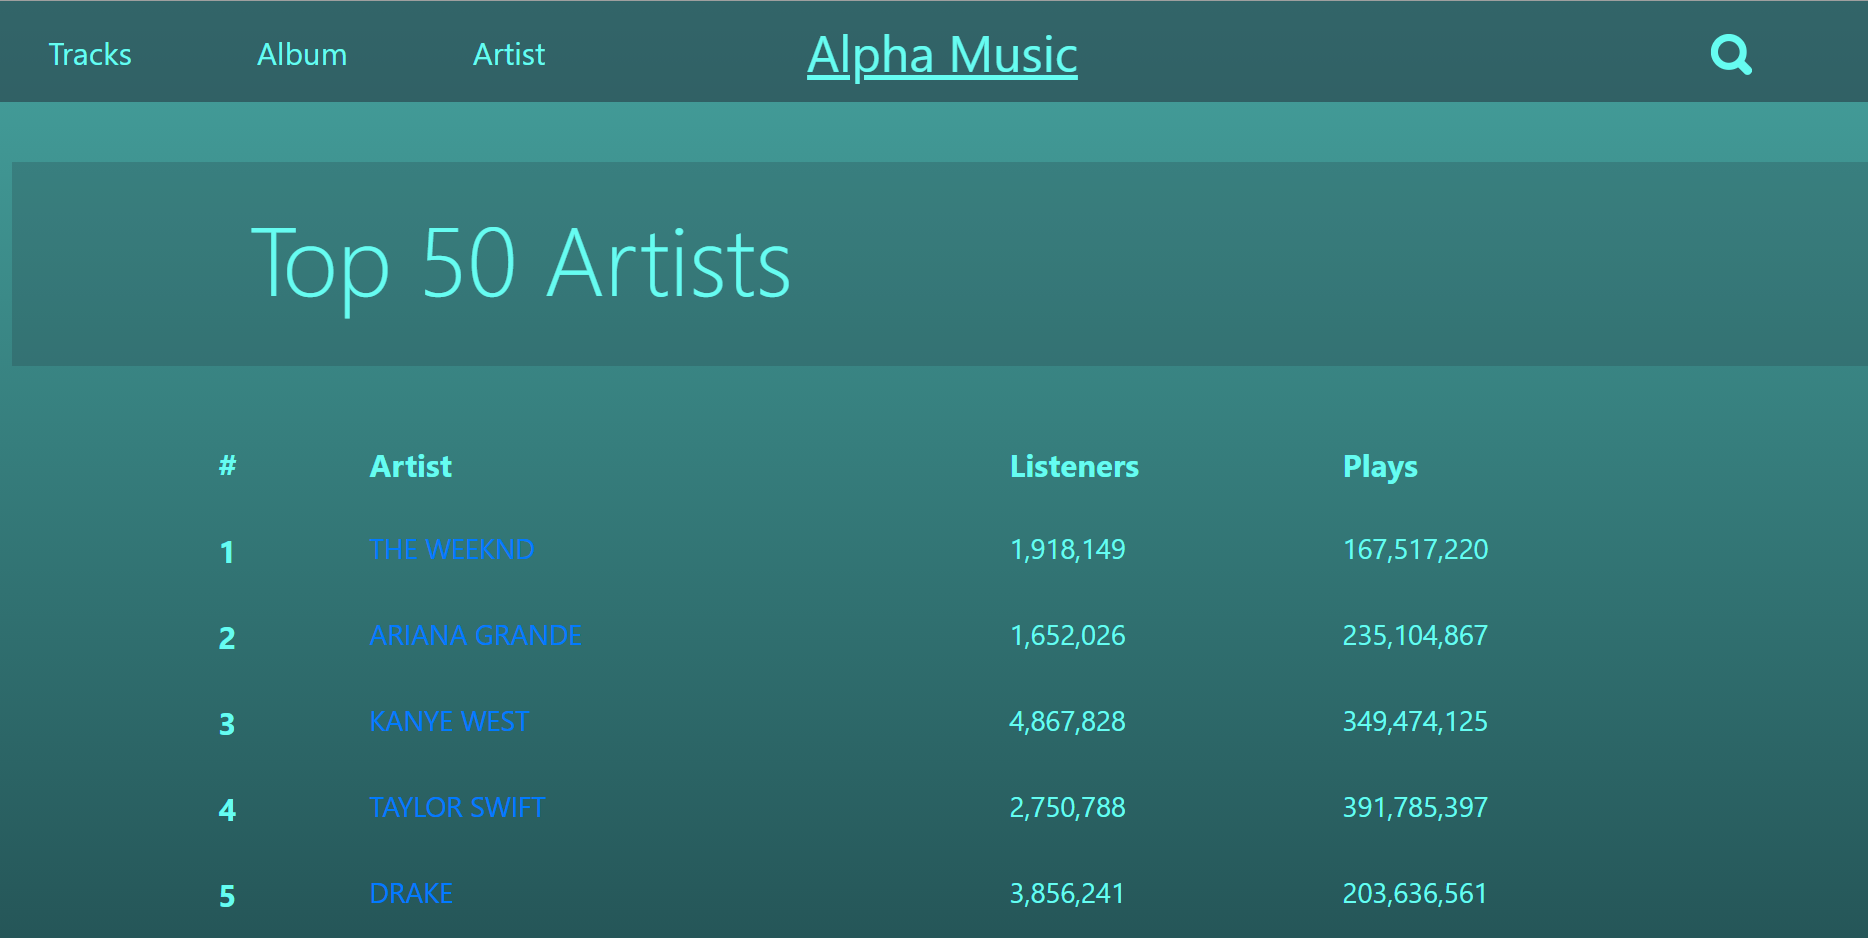 Tracks Album Artist Alpha Music
Top 50 Artists
# Artist Listeners Plays
1 THE WEEKND 1,918,149 167,517,220
2 ARIANA GRANDE 1,652,026 235,104,867
3 KANYE WEST 4,867,828 349,474,125
4 TAYLOR SWIFT 2,750,788 391,785,397
5 DRAKE 3,856,241 203,636,561